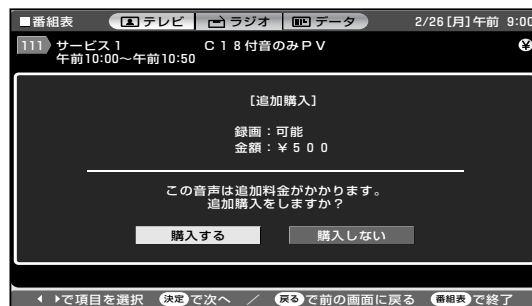 ■番組表 テレビ ラジオ データ 2/26[月]午前 9:00
111 サービス1 C18付音のみPV ¥
午前10:00～午前10:50
[追加購入]
録画：可能
金額：￥５００
この音声は追加料金がかかります。
追加購入をしますか？
購入する 購入しない
で項目を選択 決定で次へ ／ 戻るで前の画面に戻る 番組表で終了